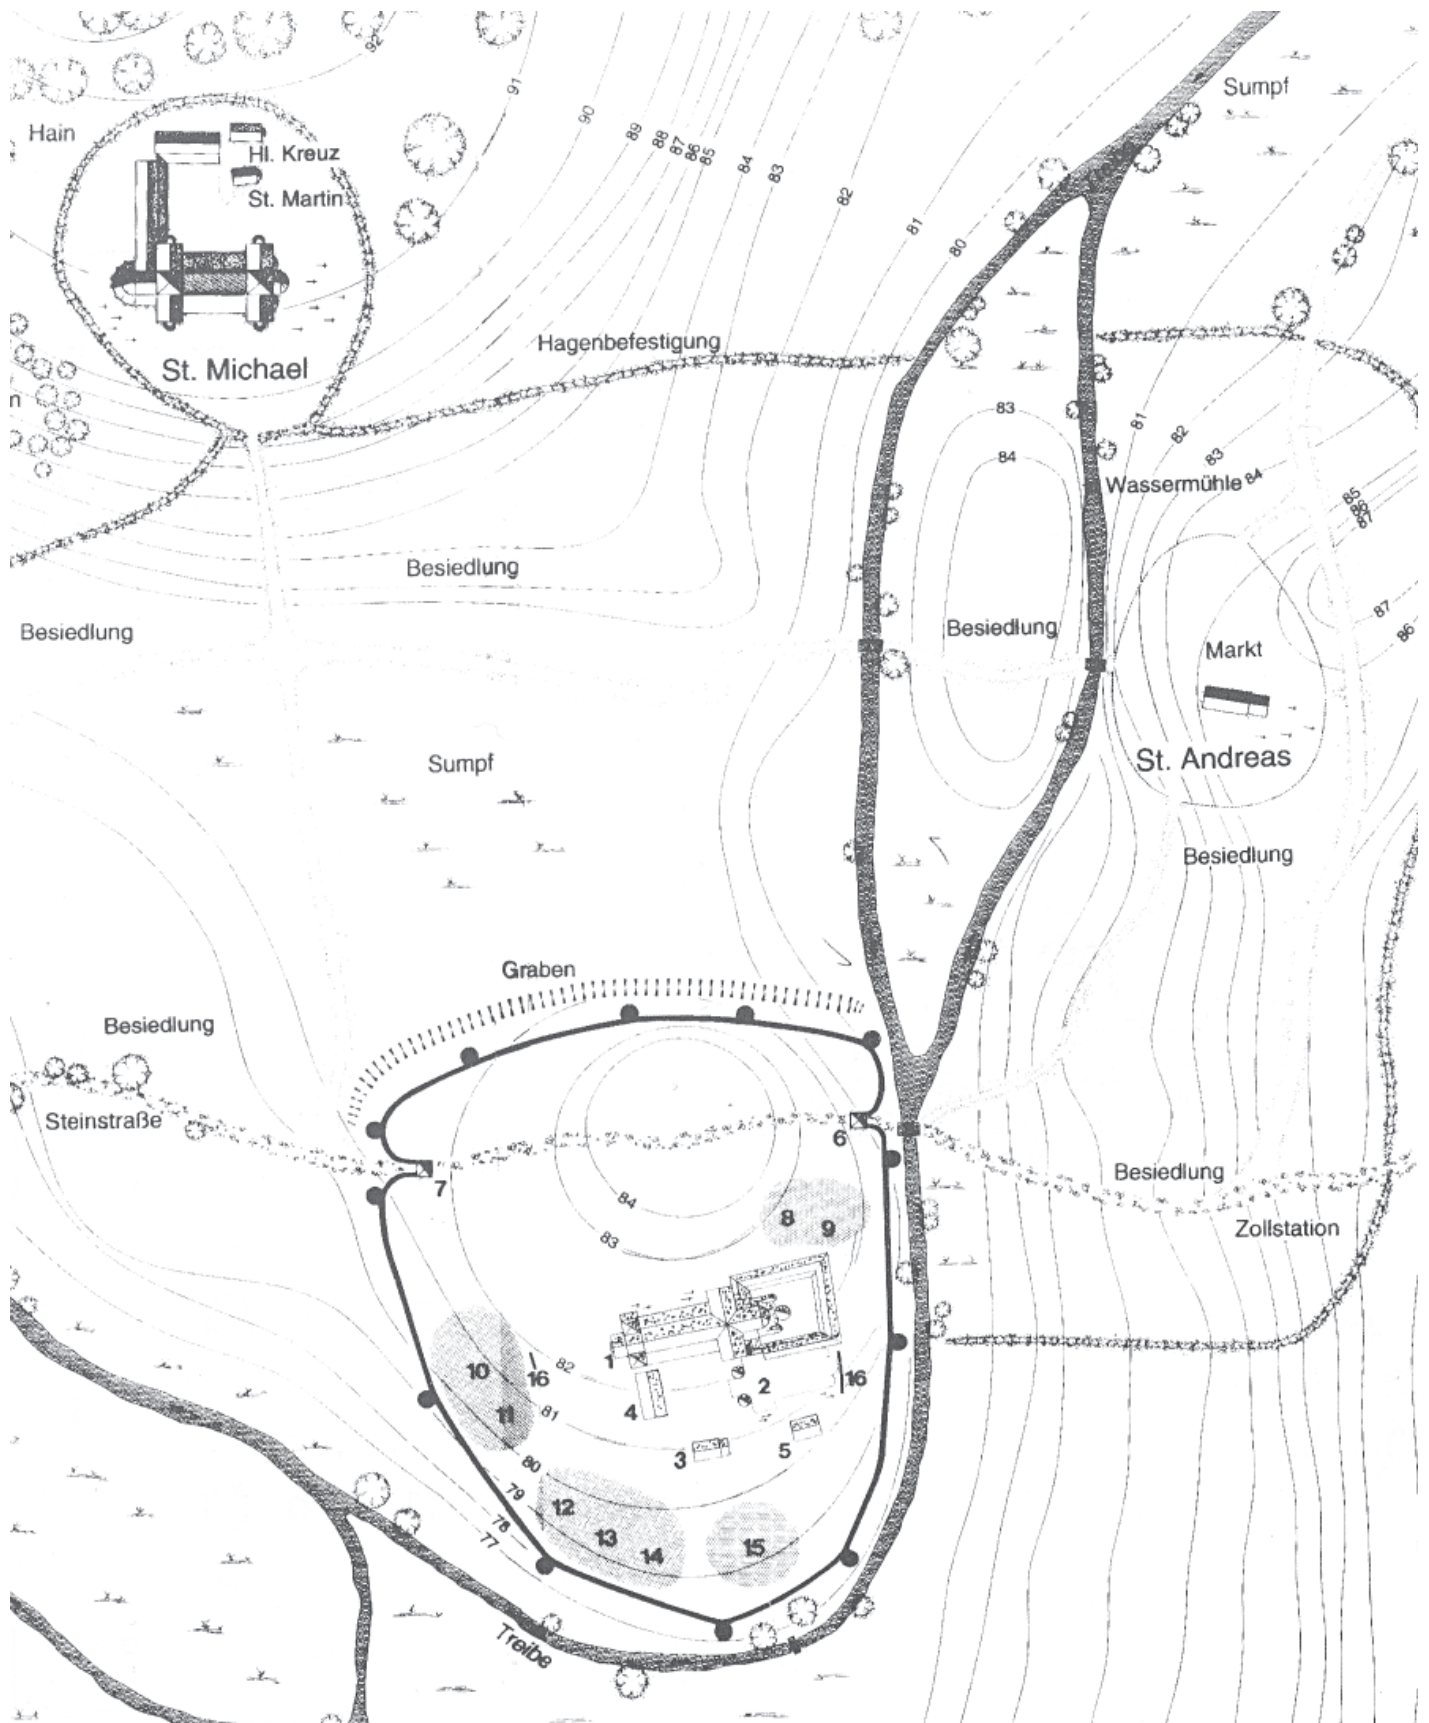 92
91
90
89
88
87
86
85
84
83
82
81
80
Sumpf
Hain
Hl. Kreuz
St. Martin
St. Michael
Hagenbefestigung
n
83
84
81
82
83
84
85
86
87
Wassermühle
Besiedlung
Besiedlung
Besiedlung
Markt
87
86
St. Andreas
Sumpf
Besiedlung
Graben
Besiedlung
Steinstraße
6
7
Besiedlung
Zollstation
84
83
8
9
1
2
16
16
10
11
82
81
4
3
5
80
79
78
77
12
13
14
15
Treibe